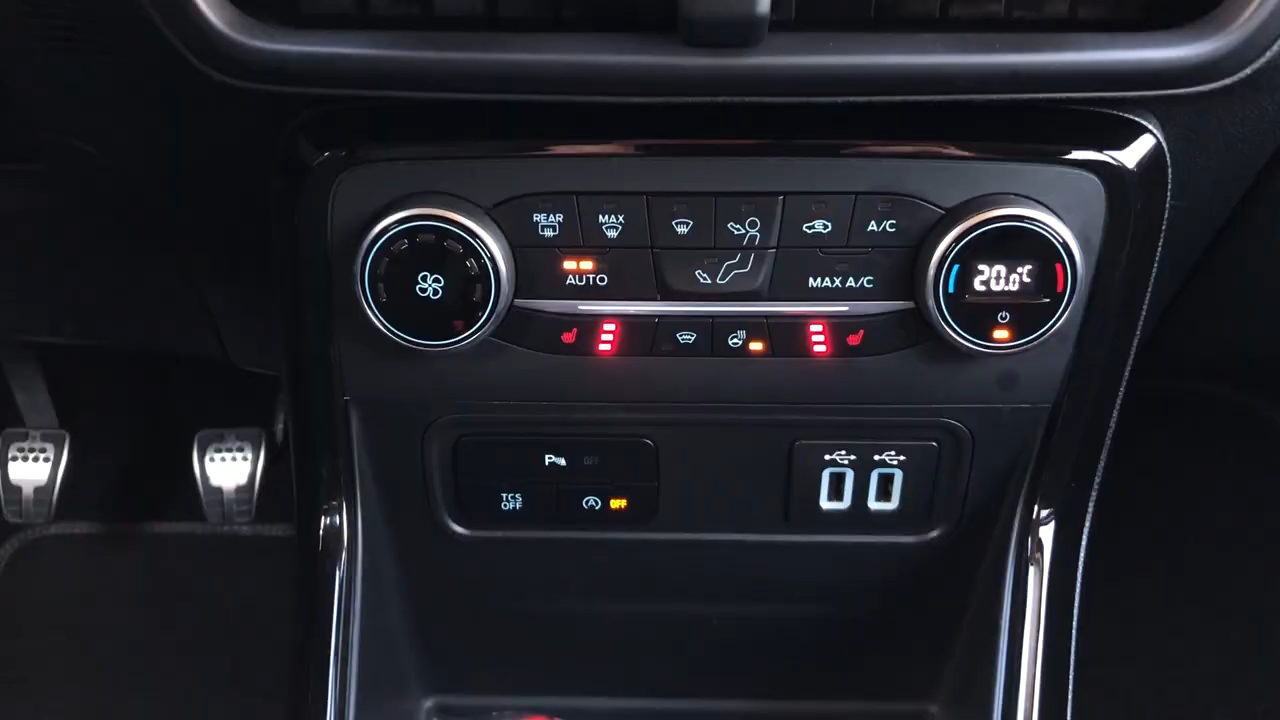 REAR
MAX
A/C
AUTO
MAX A/C
20.0°C
P
OFF
TCS
OFF
A
OFF